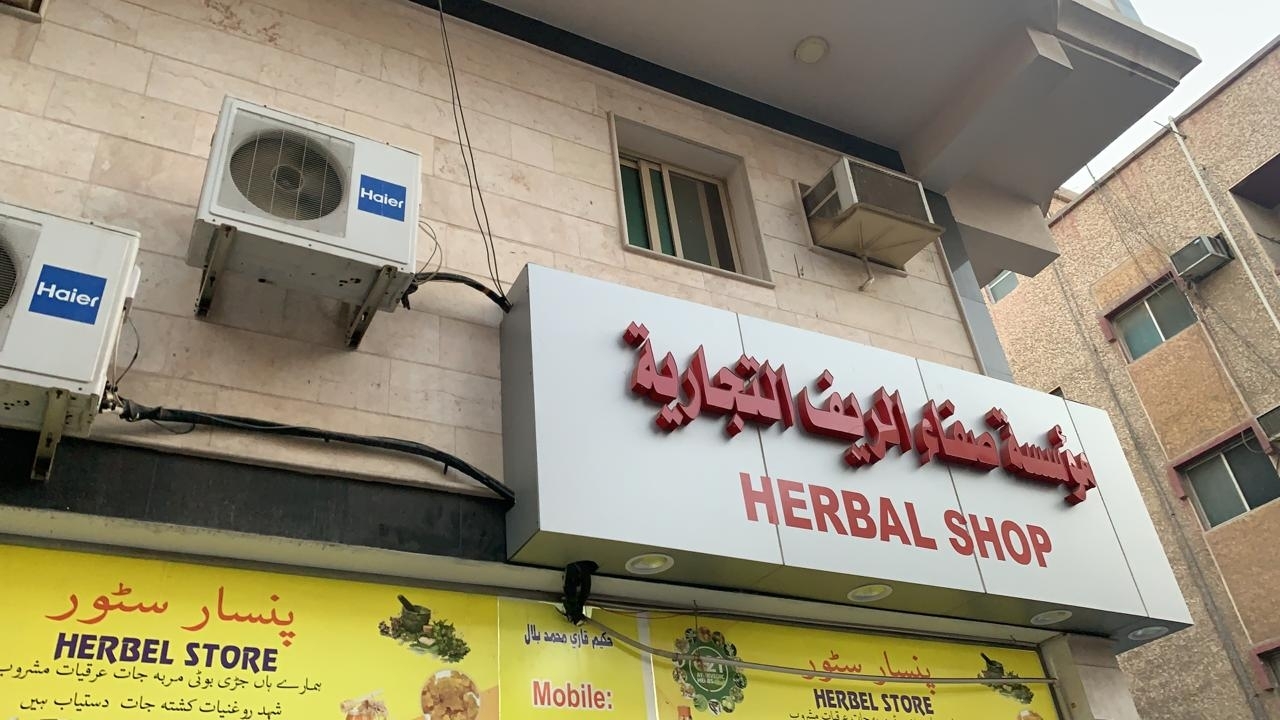 Haier
Haier
مؤسسة صفاء الريف التجارية
HERBAL SHOP
پنسار سٹور
HERBEL STORE
ہمارے ہاں جڑی بوٹی مربہ جات عرقیات مشروب
شہد روغنیات کشتہ جات دستیاب ہیں
حکیم قاری محمد بلال
Mobile:
پنسار سٹور
HERBEL STORE